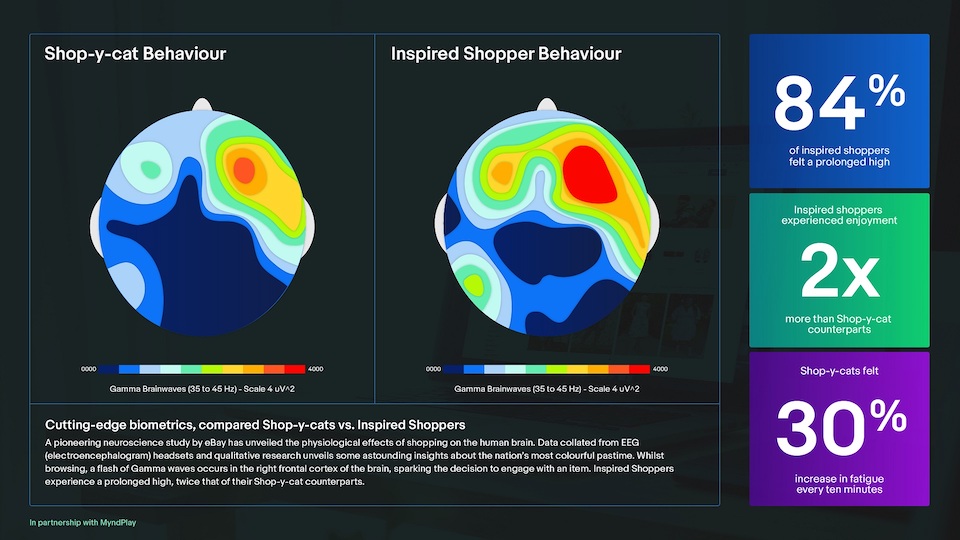 Shop-y-cat Behaviour
Inspired Shopper Behaviour
0000
4000
Gamma Brainwaves (35 to 45 Hz) - Scale 4 uV^2
0000
4000
Gamma Brainwaves (35 to 45 Hz) - Scale 4 uV^2
Cutting-edge biometrics, compared Shop-y-cats vs. Inspired Shoppers
A pioneering neuroscience study by eBay has unveiled the physiological effects of shopping on the human brain. Data collated from EEG
(electroencephalogram) headsets and qualitative research unveils some astounding insights about the nation's most colourful pastime. Whilst
browsing, a flash of Gamma waves occurs in the right frontal cortex of the brain, sparking the decision to engage with an item. Inspired Shoppers
experience a prolonged high, twice that of their Shop-y-cat counterparts.
84%
of inspired shoppers
felt a prolonged high
Inspired shoppers
experienced enjoyment
2x
more than Shop-y-cat
counterparts
Shop-y-cats felt
30%
increase in fatigue
every ten minutes
In partnership with MyndPlay